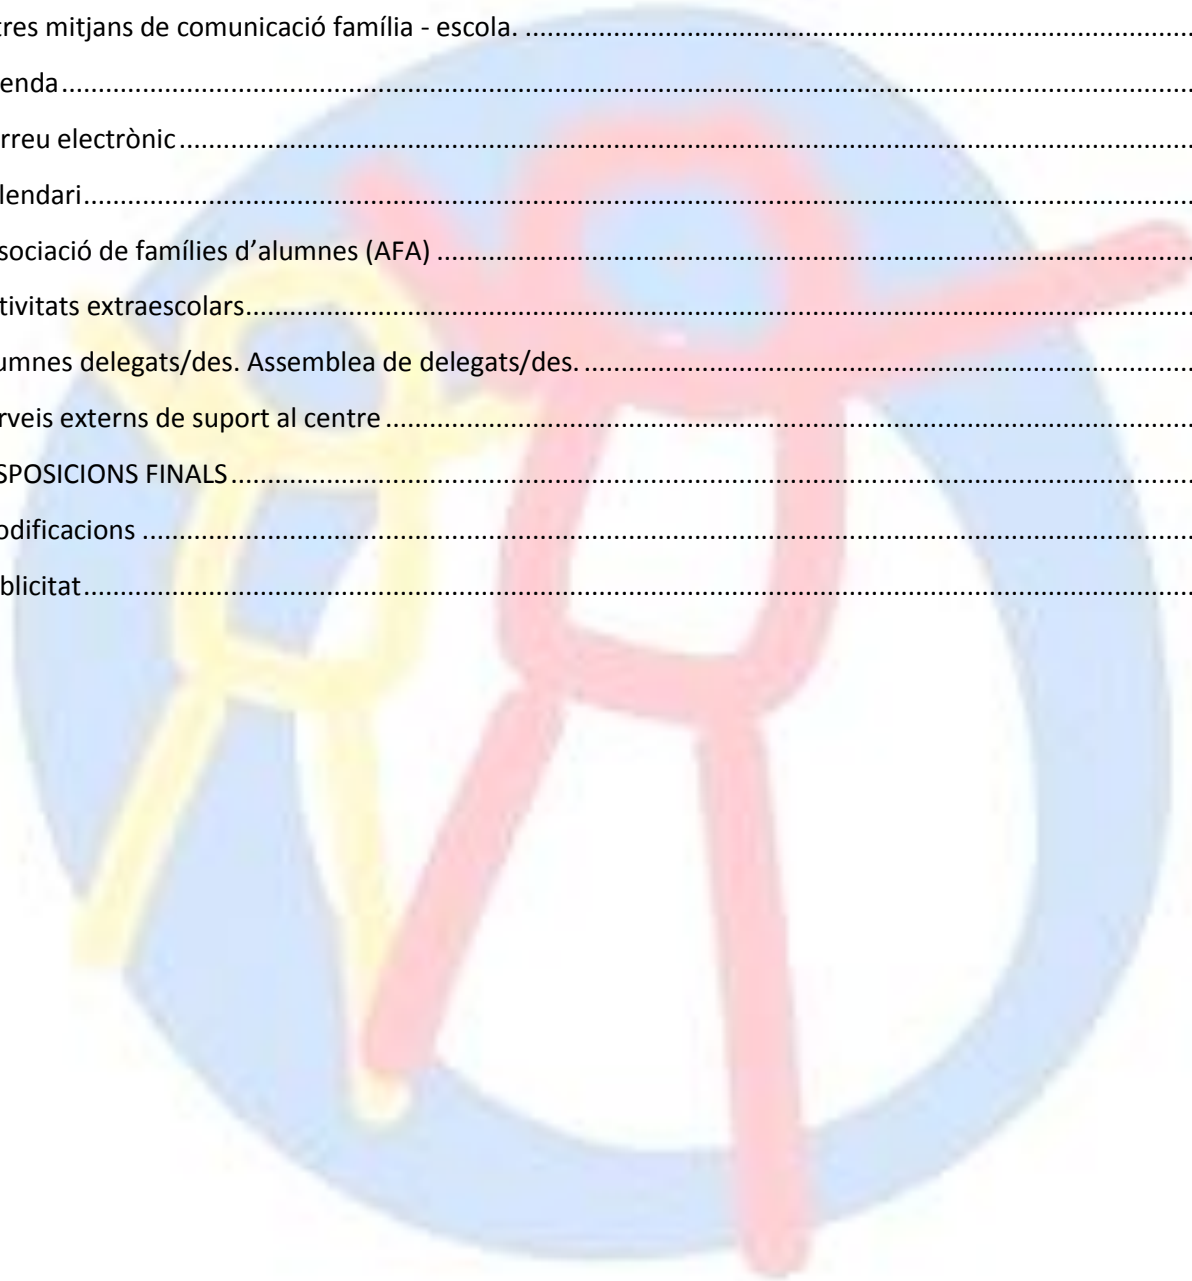 tres mitjans de comunicació família - escola. ....................................................................................................
enda....................................................................................................
rreu electrònic....................................................................................................
lendari....................................................................................................
sociació de famílies d’alumnes (AFA) ....................................................................................................
tivitats extraescolars....................................................................................................
umnes delegats/des. Assemblea de delegats/des. ....................................................................................................
rveis externs de suport al centre....................................................................................................
SPOSICIONS FINALS....................................................................................................
odificacions ....................................................................................................
blicitat....................................................................................................